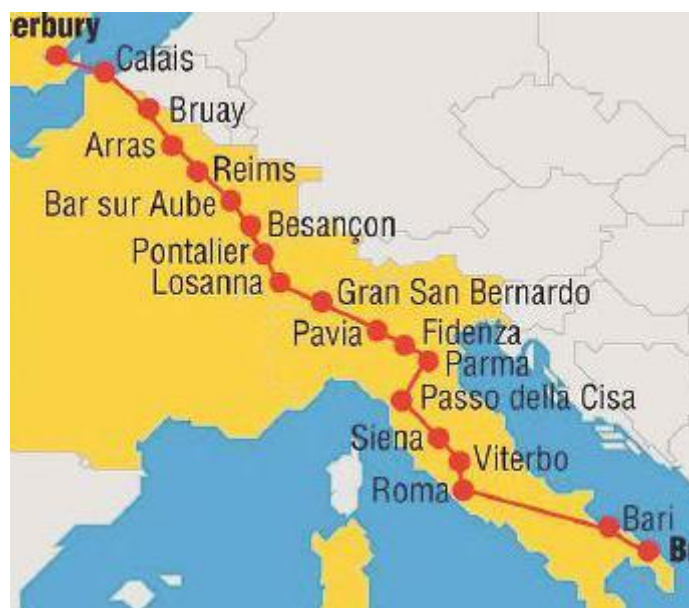 terbury
Calais
Bruay
Arras
Reims
Bar sur Aube
Besançon
Pontalier
Losanna
Gran San Bernardo
Pavia
Fidenza
Parma
Passo della Cisa
Siena
Viterbo
Roma
Bari
B